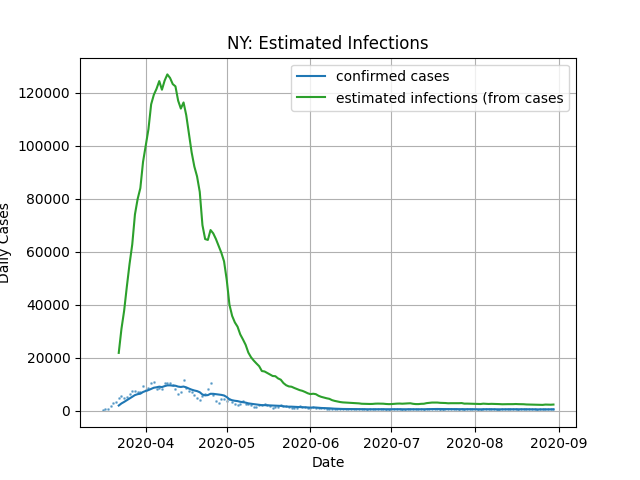 NY: Estimated Infections
confirmed cases
estimated infections (from cases
120000
100000
80000
60000
40000
20000
0
Daily Cases
2020-04
2020-05
2020-06
2020-07
2020-08
2020-09
Date